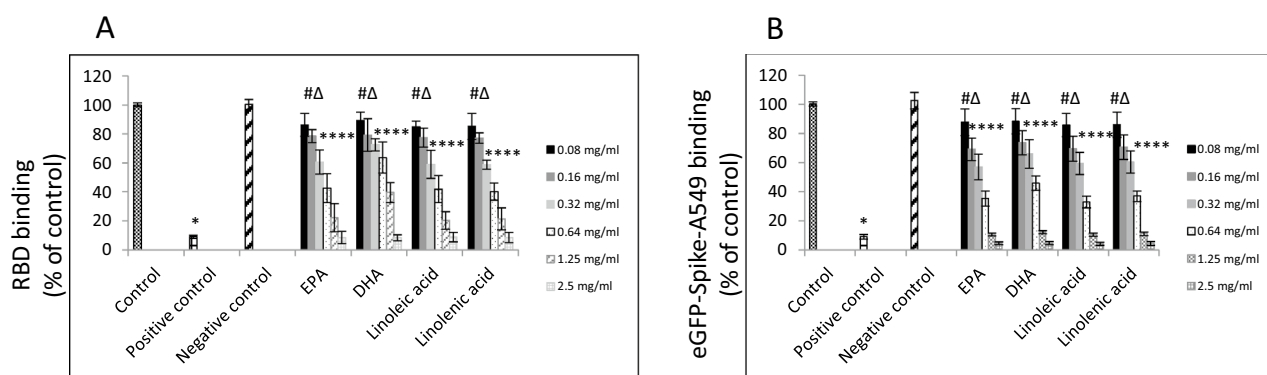 A
RBD binding
(% of control)
120
100
80
60
40
20
0
*
#Δ
#Δ
#Δ
#Δ
****
****
****
****
Control
Positive control
Negative control
EPA
DHA
Linoleic acid
Linolenic acid
0.08 mg/ml
0.16 mg/ml
0.32 mg/ml
0.64 mg/ml
1.25 mg/ml
2.5 mg/ml
B
eGFP-Spike-A549 binding
(% of control)
120
100
80
60
40
20
0
*
#Δ
#Δ
#Δ
#Δ
****
****
****
****
Control
Positive control
Negative control
EPA
DHA
Linoleic acid
Linolenic acid
0.08 mg/ml
0.16 mg/ml
0.32 mg/ml
0.64 mg/ml
1.25 mg/ml
2.5 mg/ml